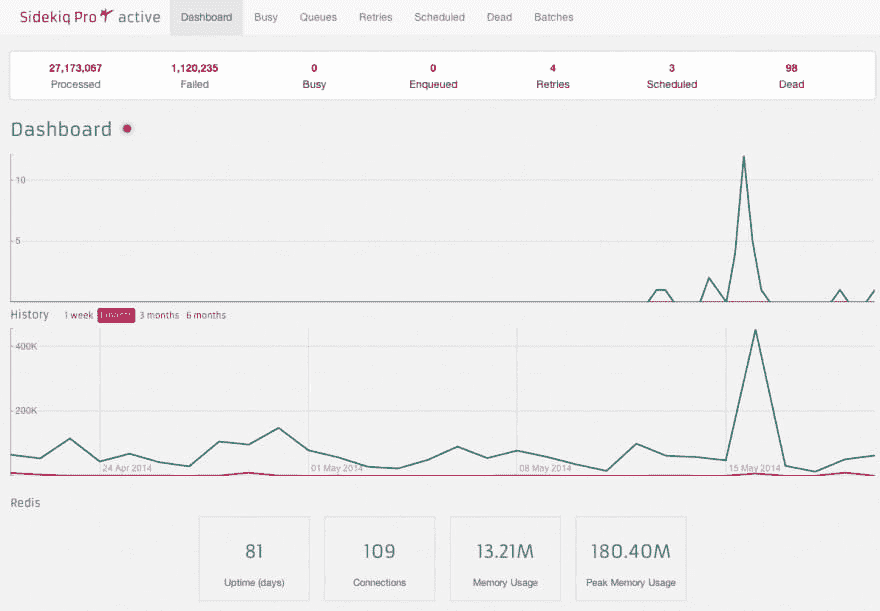 Sidekiq Pro active Dashboard Busy Queues Retries Scheduled Dead Batches
27,173,067 1,120,235 0 0 4 3 98
Processed Failed Busy Enqueued Retries Scheduled Dead
Dashboard
10
5
History 1 week 3 months 6 months
400K
200K
24 Apr 2014 01 May 2014 08 May 2014 15 May 2014
Redis
81 109 13.21M 180.40M
Uptime (days) Connections Memory Usage Peak Memory Usage